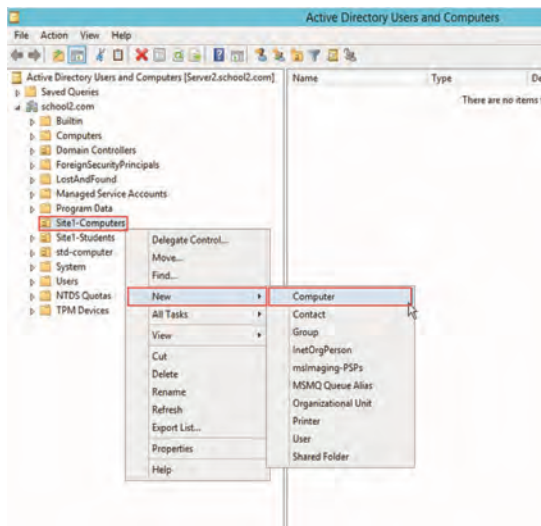 Active Directory Users and Computers
File Action View Help
Active Directory Users and Computers [Server2.school2.com]
Name Type De
Saved Queries
There are no items
school2.com
Builtin
Computers
Domain Controllers
ForeignSecurityPrincipals
LostAndFound
Managed Service Accounts
Program Data
Site1-Computers
Site1-Students
std-computer
System
Users
NTDS Quotas
TPM Devices
Delegate Control...
Move...
Find...
New
All Tasks
View
Cut
Delete
Rename
Refresh
Export List...
Properties
Help
Computer
Contact
Group
InetOrgPerson
msImaging-PSPs
MSMQ Queue Alias
Organizational Unit
Printer
User
Shared Folder